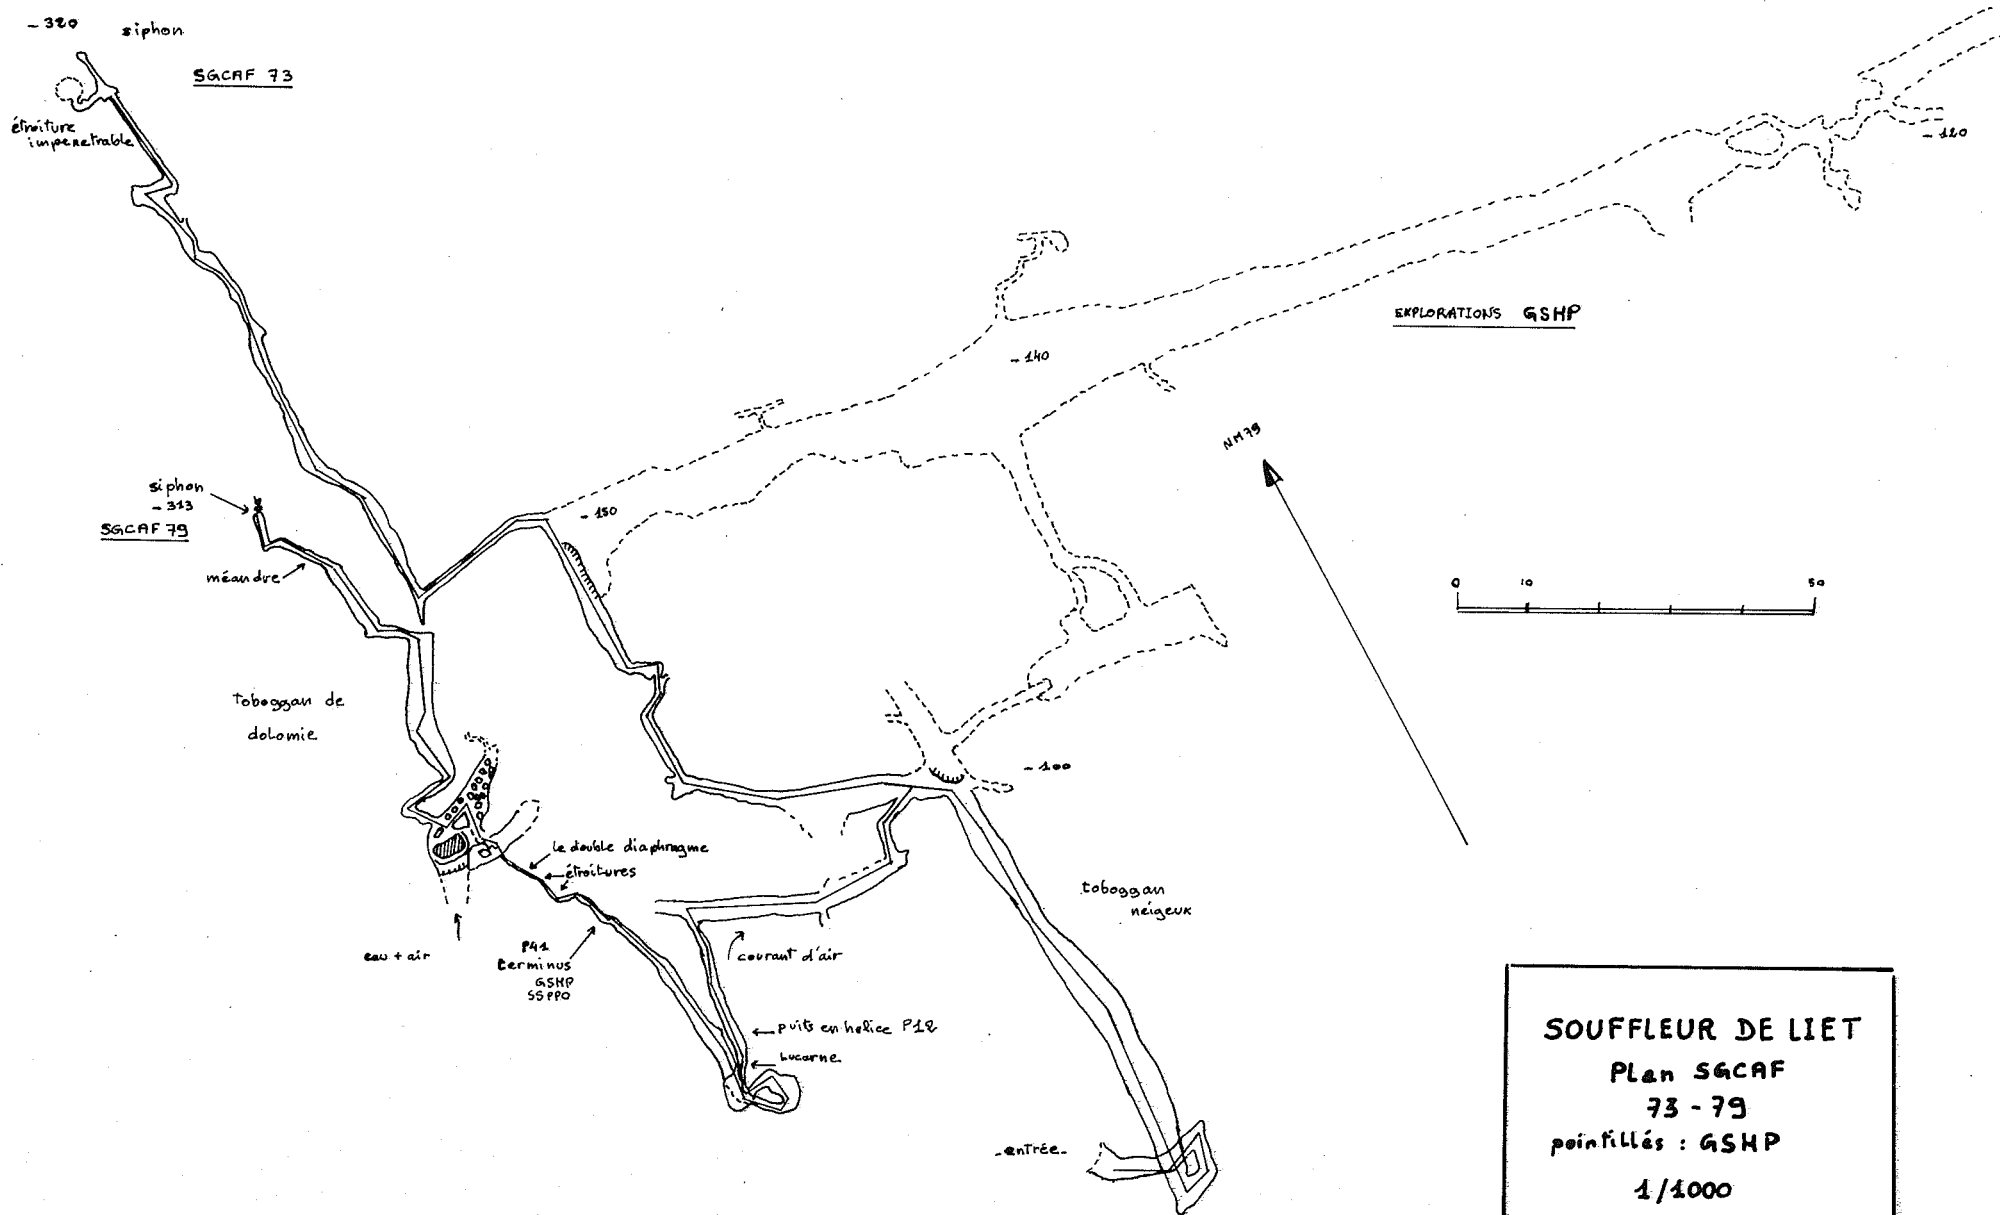 - 320
siphon
SGCAF 73
étroiture
impenetrable
- 120
EXPLORATIONS GSHP
- 140
NM79
siphon
- 313
SGCAF 79
- 150
méandre
0 10 50
Toboggan de
dolomie
- 100
le double diaphragme
étroitures
toboggan
neigeux
eau + air
P41
terminus
GSHP
SSPPO
courant d'air
puits en helice P12
Lucarne
- entrée -
SOUFFLEUR DE LIET
Plan SGCAF
73 - 79
pointillés : GSHP
1/1000